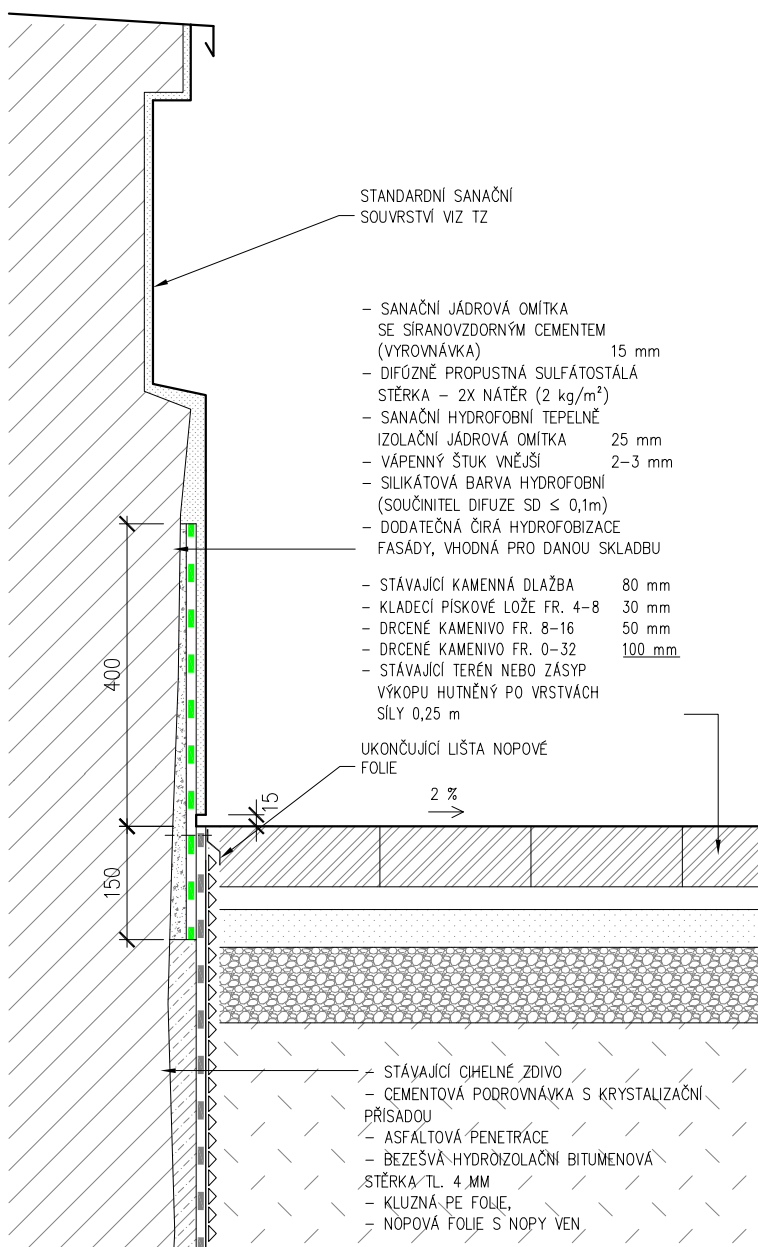 STANDARDNÍ SANAČNÍ
SOUVRSTVÍ VIZ TZ
– SANAČNÍ JÁDROVÁ OMÍTKA
SE SÍRANOVZDORNÝM CEMENTEM
(VYROVNÁVKA) 15 mm
– DIFÚZNĚ PROPUSTNÁ SULFÁTOSTÁLÁ
STĚRKA – 2X NÁTĚR (2 kg/m²)
– SANAČNÍ HYDROFOBNÍ TEPELNĚ
IZOLAČNÍ JÁDROVÁ OMÍTKA 25 mm
– VÁPENNÝ ŠTUK VNĚJŠÍ 2–3 mm
– SILIKÁTOVÁ BARVA HYDROFOBNÍ
(SOUČINITEL DIFUZE SD ≤ 0,1m)
– DODATEČNÁ ČIRÁ HYDROFOBIZACE
FASÁDY, VHODNÁ PRO DANOU SKLADBU
– STÁVAJÍCÍ KAMENNÁ DLAŽBA 80 mm
– KLADECÍ PÍSKOVÉ LOŽE FR. 4–8 30 mm
– DRCENÉ KAMENIVO FR. 8–16 50 mm
– DRCENÉ KAMENIVO FR. 0–32 100 mm
– STÁVAJÍCÍ TERÉN NEBO ZÁSYP
VÝKOPU HUTNĚNÝ PO VRSTVÁCH
SÍLY 0,25 m
400
UKONČUJÍCÍ LIŠTA NOPOVÉ
FOLIE
15
2 %
150
– STÁVAJÍCÍ CIHELNÉ ZDIVO
– CEMENTOVÁ PODROVNÁVKA S KRYSTALIZAČNÍ
PŘÍSADOU
– ASFALTOVÁ PENETRACE
– BEZEŠVÁ HYDROIZOLAČNÍ BITUMENOVÁ
STĚRKA TL. 4 MM
– KLUZNÁ PE FOLIE,
– NOPOVÁ FOLIE S NOPY VEN